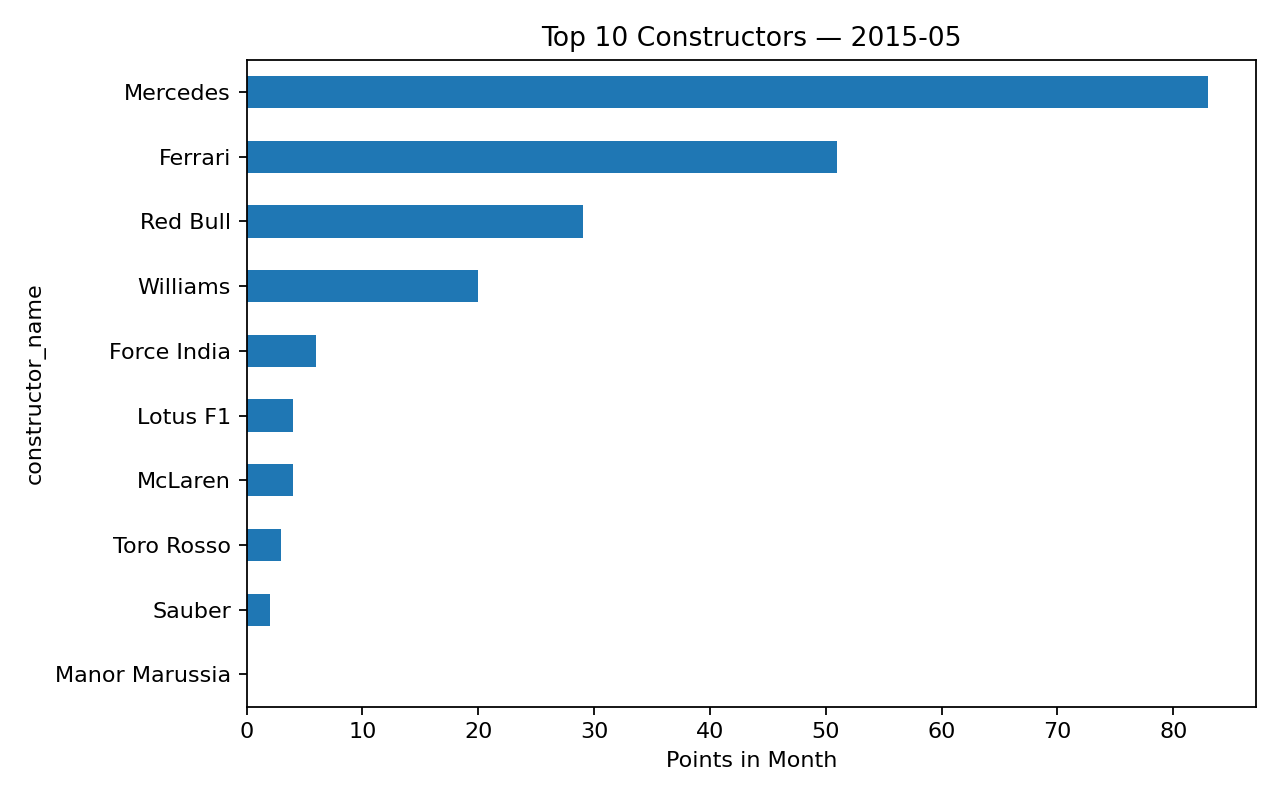 Top 10 Constructors — 2015-05
constructor_name
Mercedes
Ferrari
Red Bull
Williams
Force India
Lotus F1
McLaren
Toro Rosso
Sauber
Manor Marussia
0 10 20 30 40 50 60 70 80
Points in Month